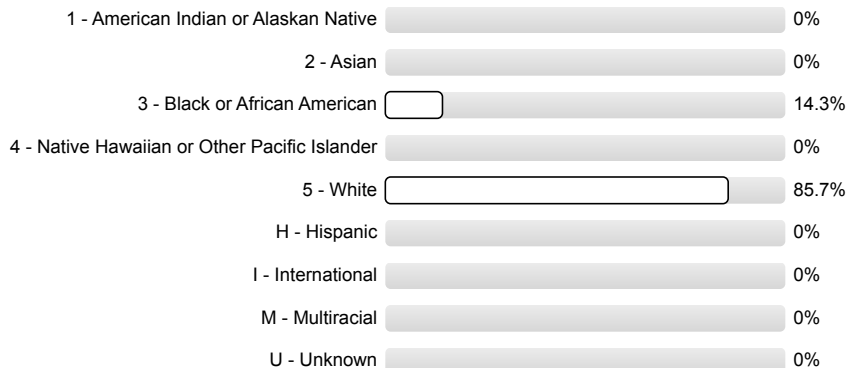 1 - American Indian or Alaskan Native 0%
2 - Asian 0%
3 - Black or African American 14.3%
4 - Native Hawaiian or Other Pacific Islander 0%
5 - White 85.7%
H - Hispanic 0%
I - International 0%
M - Multiracial 0%
U - Unknown 0%